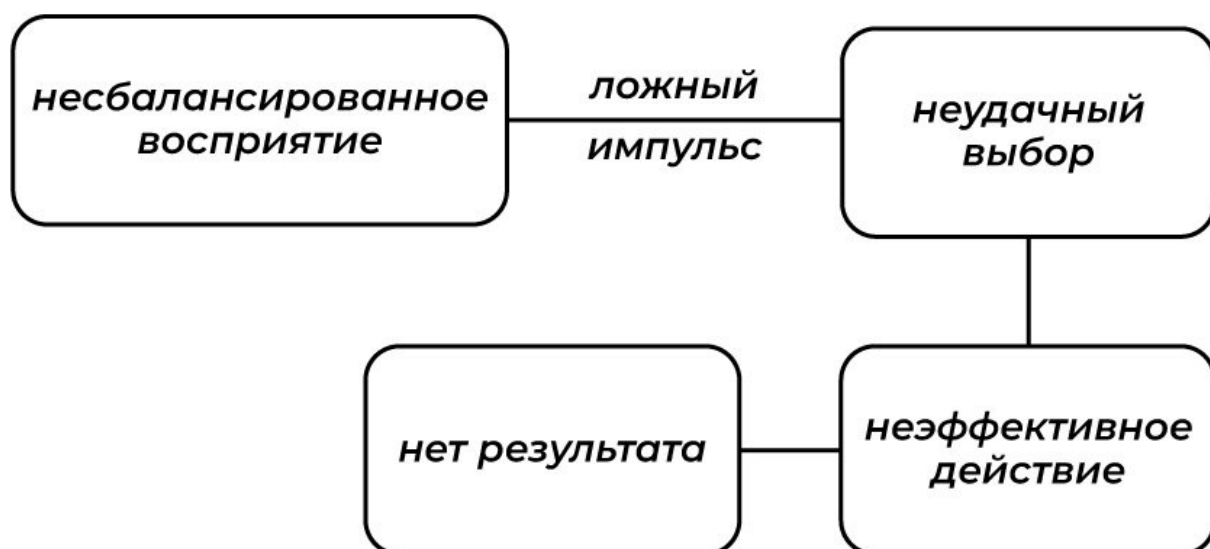 несбалансированное
восприятие
ложный
импульс
неудачный
выбор
неэффективное
действие
нет результата